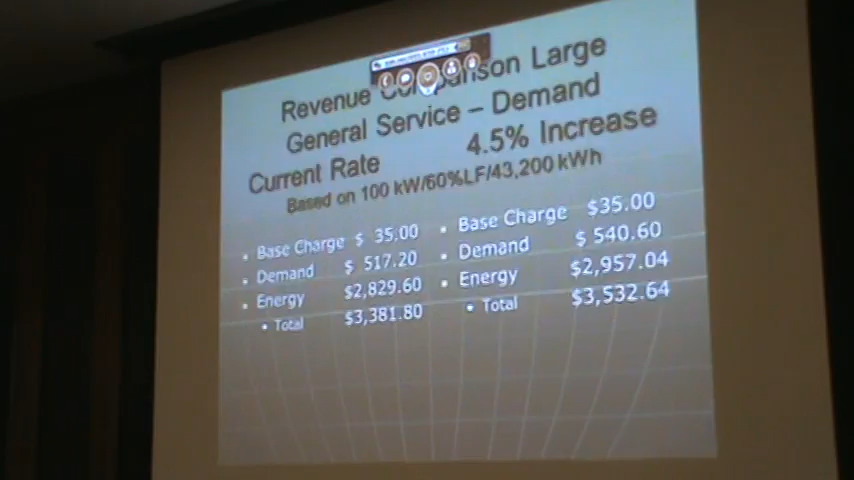 Revenue Comparison Large
General Service – Demand
Current Rate 4.5% Increase
Based on 100 kW/60%LF/43,200 kWh
• Base Charge $ 35.00
• Demand $ 517.20
• Energy $2,829.60
• Total $3,381.80
• Base Charge $35.00
• Demand $ 540.60
• Energy $2,957.04
• Total $3,532.64